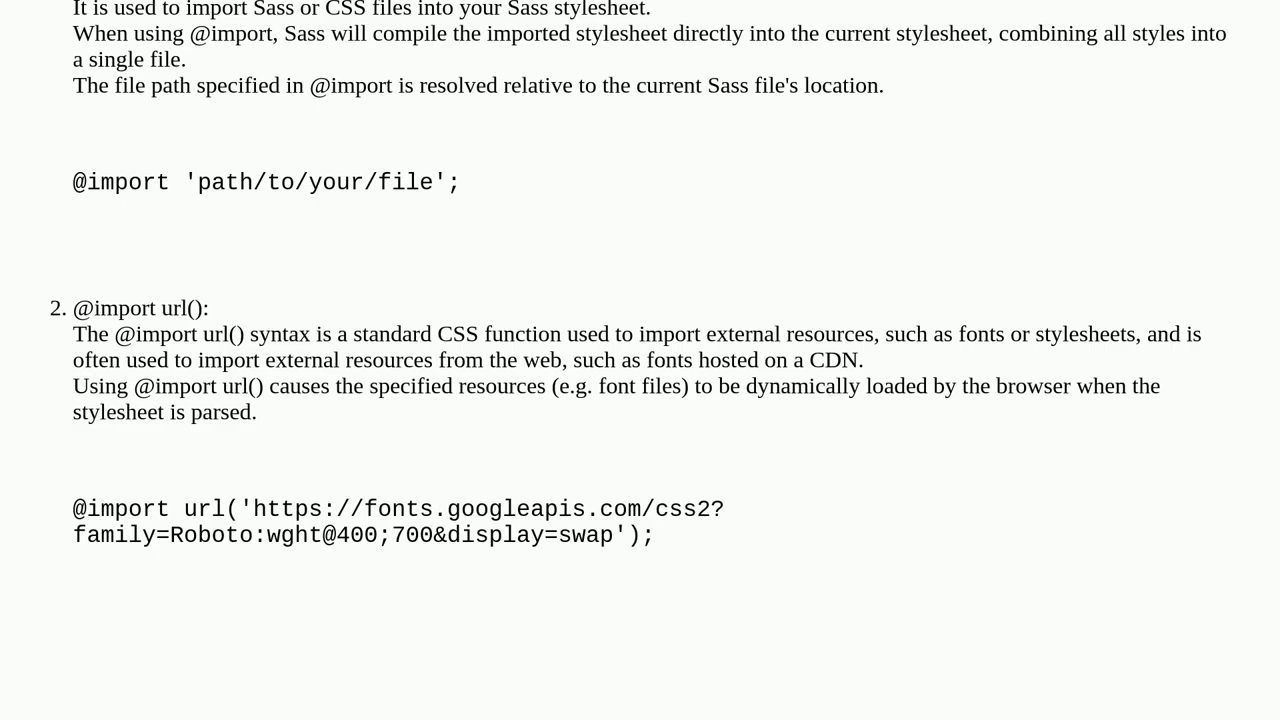 It is used to import Sass or CSS files into your Sass stylesheet.
When using @import, Sass will compile the imported stylesheet directly into the current stylesheet, combining all styles into
a single file.
The file path specified in @import is resolved relative to the current Sass file's location.
@import 'path/to/your/file';
2. @import url():
The @import url() syntax is a standard CSS function used to import external resources, such as fonts or stylesheets, and is
often used to import external resources from the web, such as fonts hosted on a CDN.
Using @import url() causes the specified resources (e.g. font files) to be dynamically loaded by the browser when the
stylesheet is parsed.
@import url('https://fonts.googleapis.com/css2?
family=Roboto:wght@400;700&display=swap');